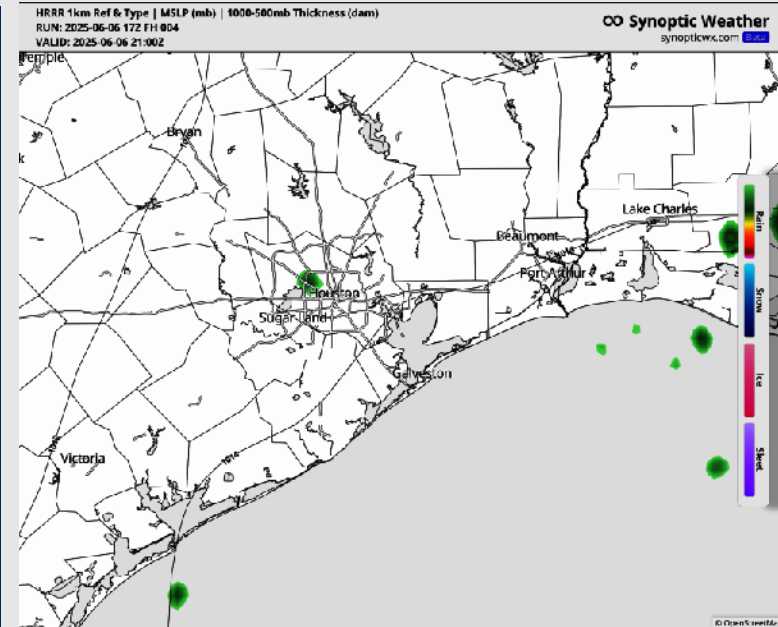 HRRR 1km Ref & Type | MSLP (mb) | 1000-500mb Thickness (dam)
RUN: 2025-06-06 17Z FH 004
VALID: 2025-06-06 21:00Z
Synoptic Weather
synopticwx.com Beta
Temple
Bryan
k
Lake Charles
Beaumont
Port Arthur
Houston
Sugar Land
Galveston
Victoria
Rain
Snow
Ice
Sleet
© OpenStreetMa